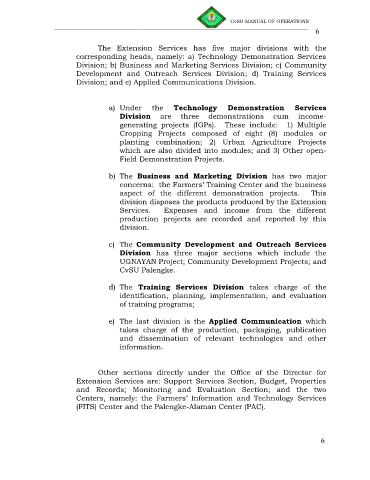 CvSU MANUAL OF OPERATIONS
6
The Extension Services has five major divisions with the
corresponding heads, namely: a) Technology Demonstration Services
Division; b) Business and Marketing Services Division; c) Community
Development and Outreach Services Division; d) Training Services
Division; and e) Applied Communications Division.
a) Under the Technology Demonstration Services
Division are three demonstrations cum income-
generating projects (IGPs). These include: 1) Multiple
Cropping Projects composed of eight (8) modules or
planting combination; 2) Urban Agriculture Projects
which are also divided into modules; and 3) Other open-
Field Demonstration Projects.
b) The Business and Marketing Division has two major
concerns: the Farmers' Training Center and the business
aspect of the different demonstration projects. This
division disposes the products produced by the Extension
Services. Expenses and income from the different
production projects are recorded and reported by this
division.
c) The Community Development and Outreach Services
Division has three major sections which include the
UGNAYAN Project; Community Development Projects; and
CvSU Palengke.
d) The Training Services Division takes charge of the
identification, planning, implementation, and evaluation
of training programs;
e) The last division is the Applied Communication which
takes charge of the production, packaging, publication
and dissemination of relevant technologies and other
information.
Other sections directly under the Office of the Director for
Extension Services are: Support Services Section, Budget, Properties
and Records; Monitoring and Evaluation Section; and the two
Centers, namely: the Farmers' Information and Technology Services
(FITS) Center and the Palengke-Alaman Center (PAC).
6